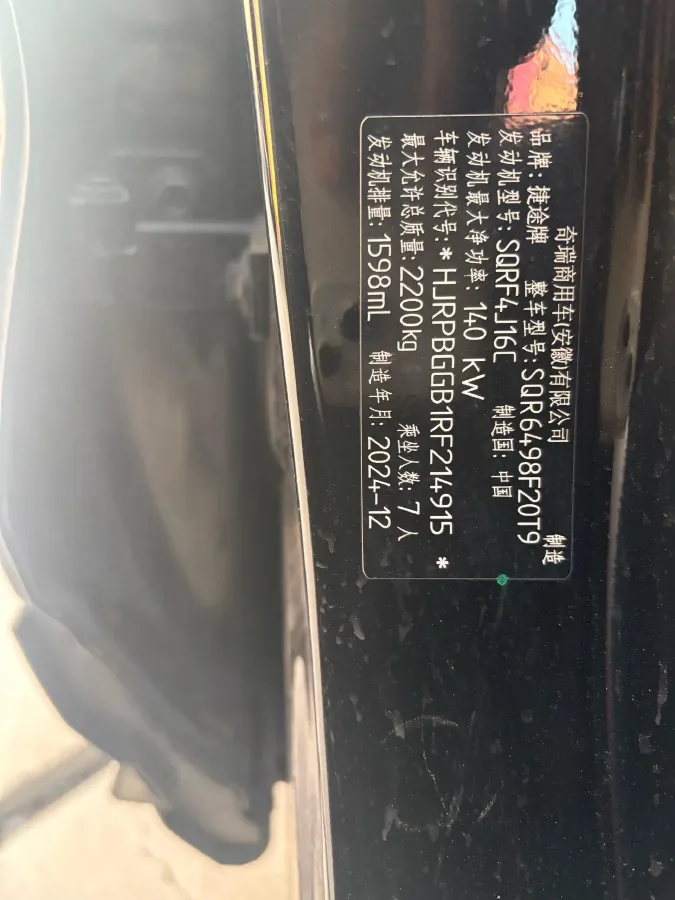 奇瑞商用车(安徽)有限公司 制造
品牌: 捷途牌 整车型号: SQR6498F20T9
发动机型号: SQRF4J16C 制造国: 中国
发动机最大净功率: 140 kW
车辆识别代号: * HJRPBGGB1RF214915 *
最大允许总质量: 2200kg 乘坐人数: 7 人
发动机排量: 1598mL 制造年月: 2024-12